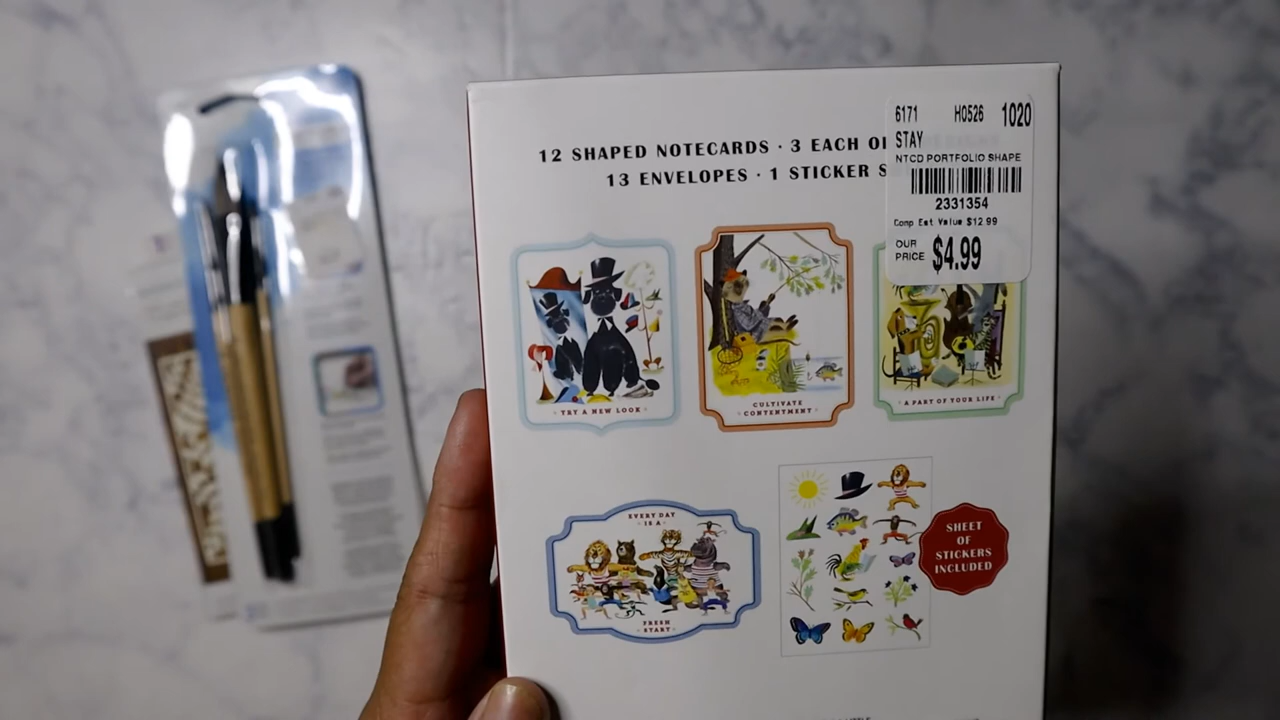 12 SHAPED NOTECARDS · 3 EACH OF
13 ENVELOPES · 1 STICKER
6171 H0526 1020
STAY
NTCD PORTFOLIO SHAPE
2331354
Comp Est Value $12.99
OUR PRICE $4.99
TRY A NEW LOOK
CULTIVATE
CONTENTMENT
A PART OF YOUR LIFE
EVERY DAY
IS A
FRESH
START
SHEET
OF
STICKERS
INCLUDED